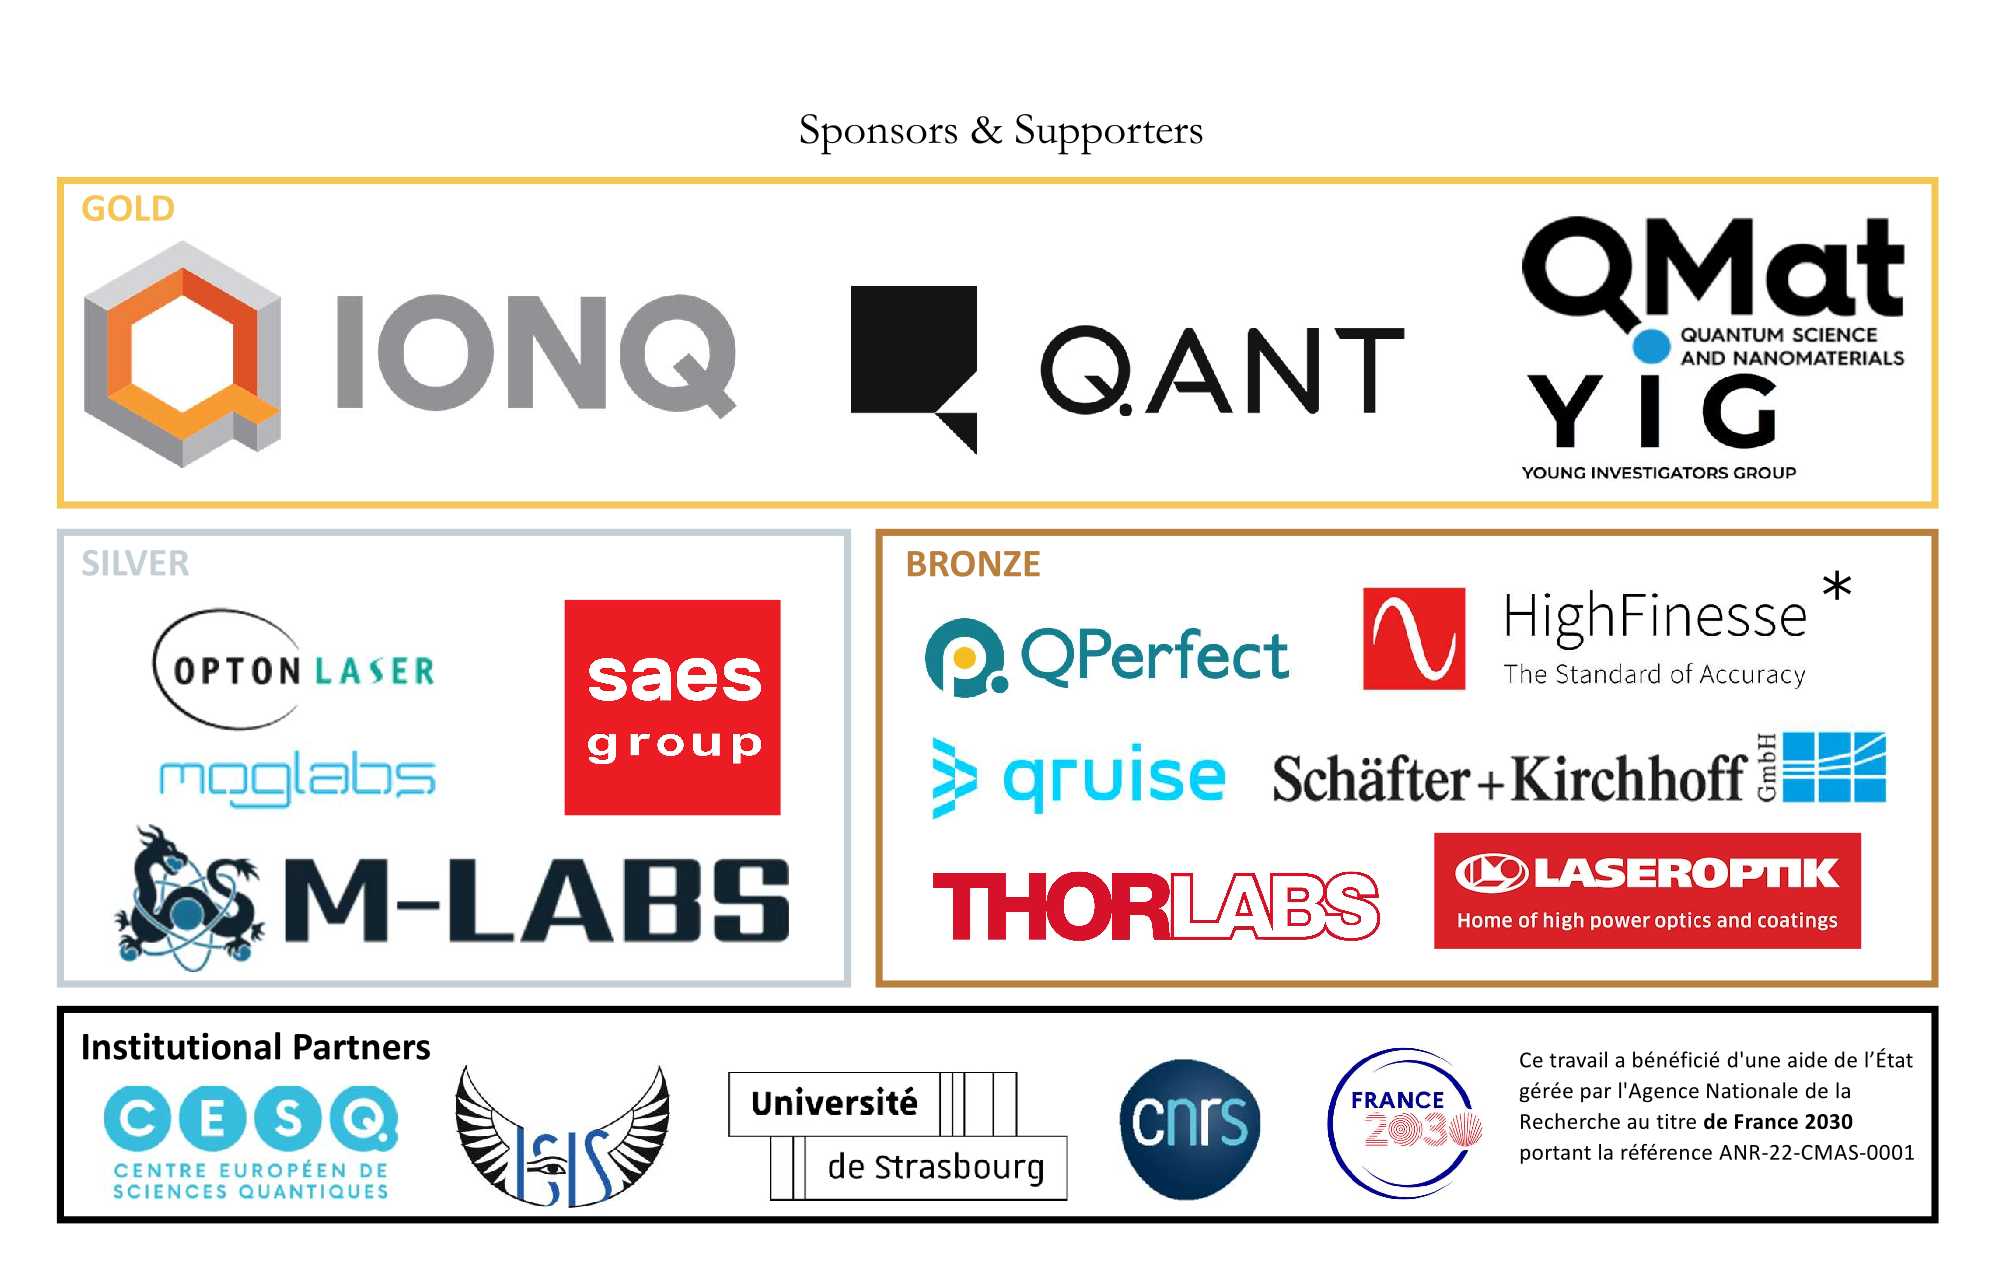 Sponsors & Supporters
GOLD
IONQ
Q.ANT
QMat
QUANTUM SCIENCE
AND NANOMATERIALS
YIG
YOUNG INVESTIGATORS GROUP
SILVER
OPTON LASER
saes
group
moglabs
M-LABS
BRONZE
QPerfect
HighFinesse *
The Standard of Accuracy
qruise
Schäfter+Kirchhoff GmbH
THORLABS
LASEROPTIK
Home of high power optics and coatings
Institutional Partners
CESQ
CENTRE EUROPÉEN DE
SCIENCES QUANTIQUES
ISIS
Université
de Strasbourg
cnrs
FRANCE
2030
Ce travail a bénéficié d'une aide de l’État
gérée par l'Agence Nationale de la
Recherche au titre de France 2030
portant la référence ANR-22-CMAS-0001